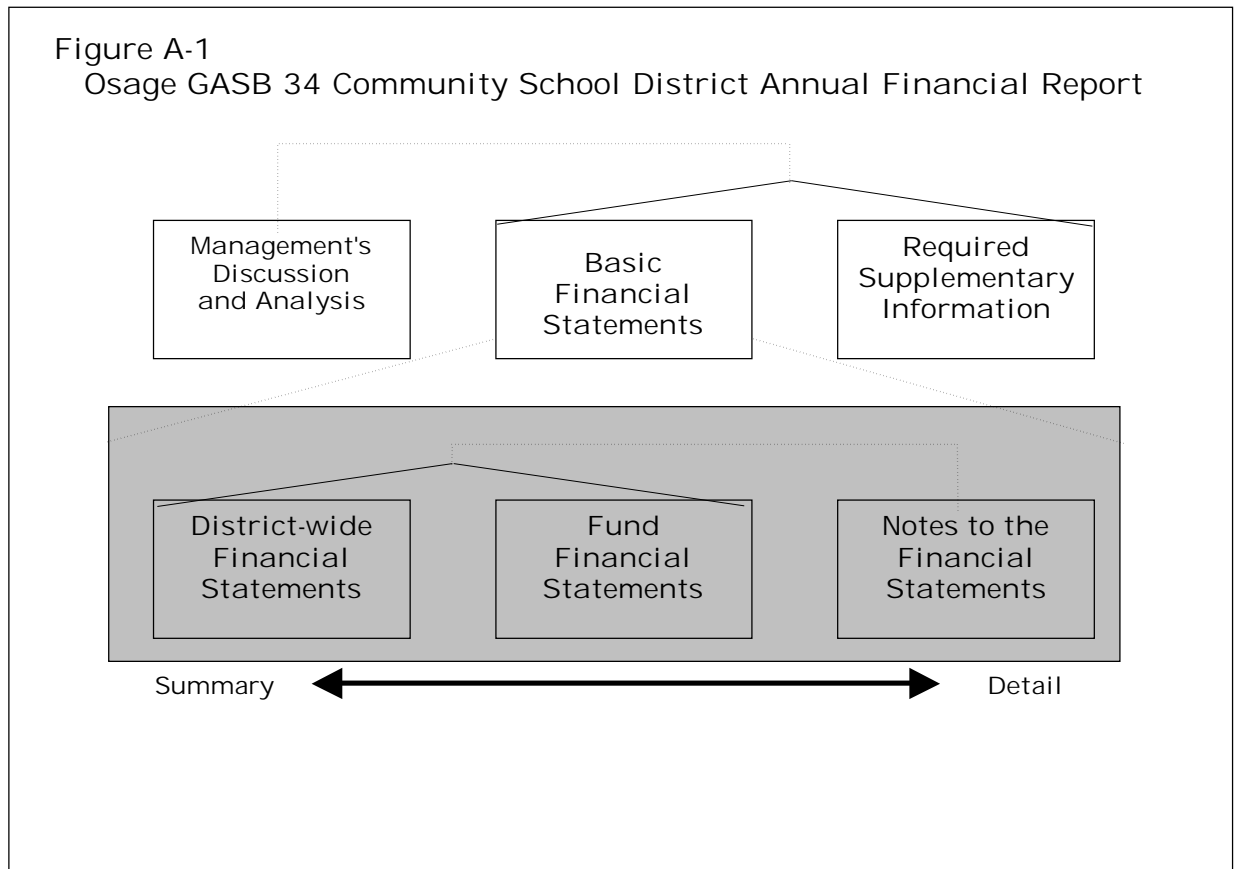 Figure A-1
Osage GASB 34 Community School District Annual Financial Report
Management's
Discussion
and Analysis
Basic
Financial
Statements
Required
Supplementary
Information
District-wide
Financial
Statements
Fund
Financial
Statements
Notes to the
Financial
Statements
Summary
Detail